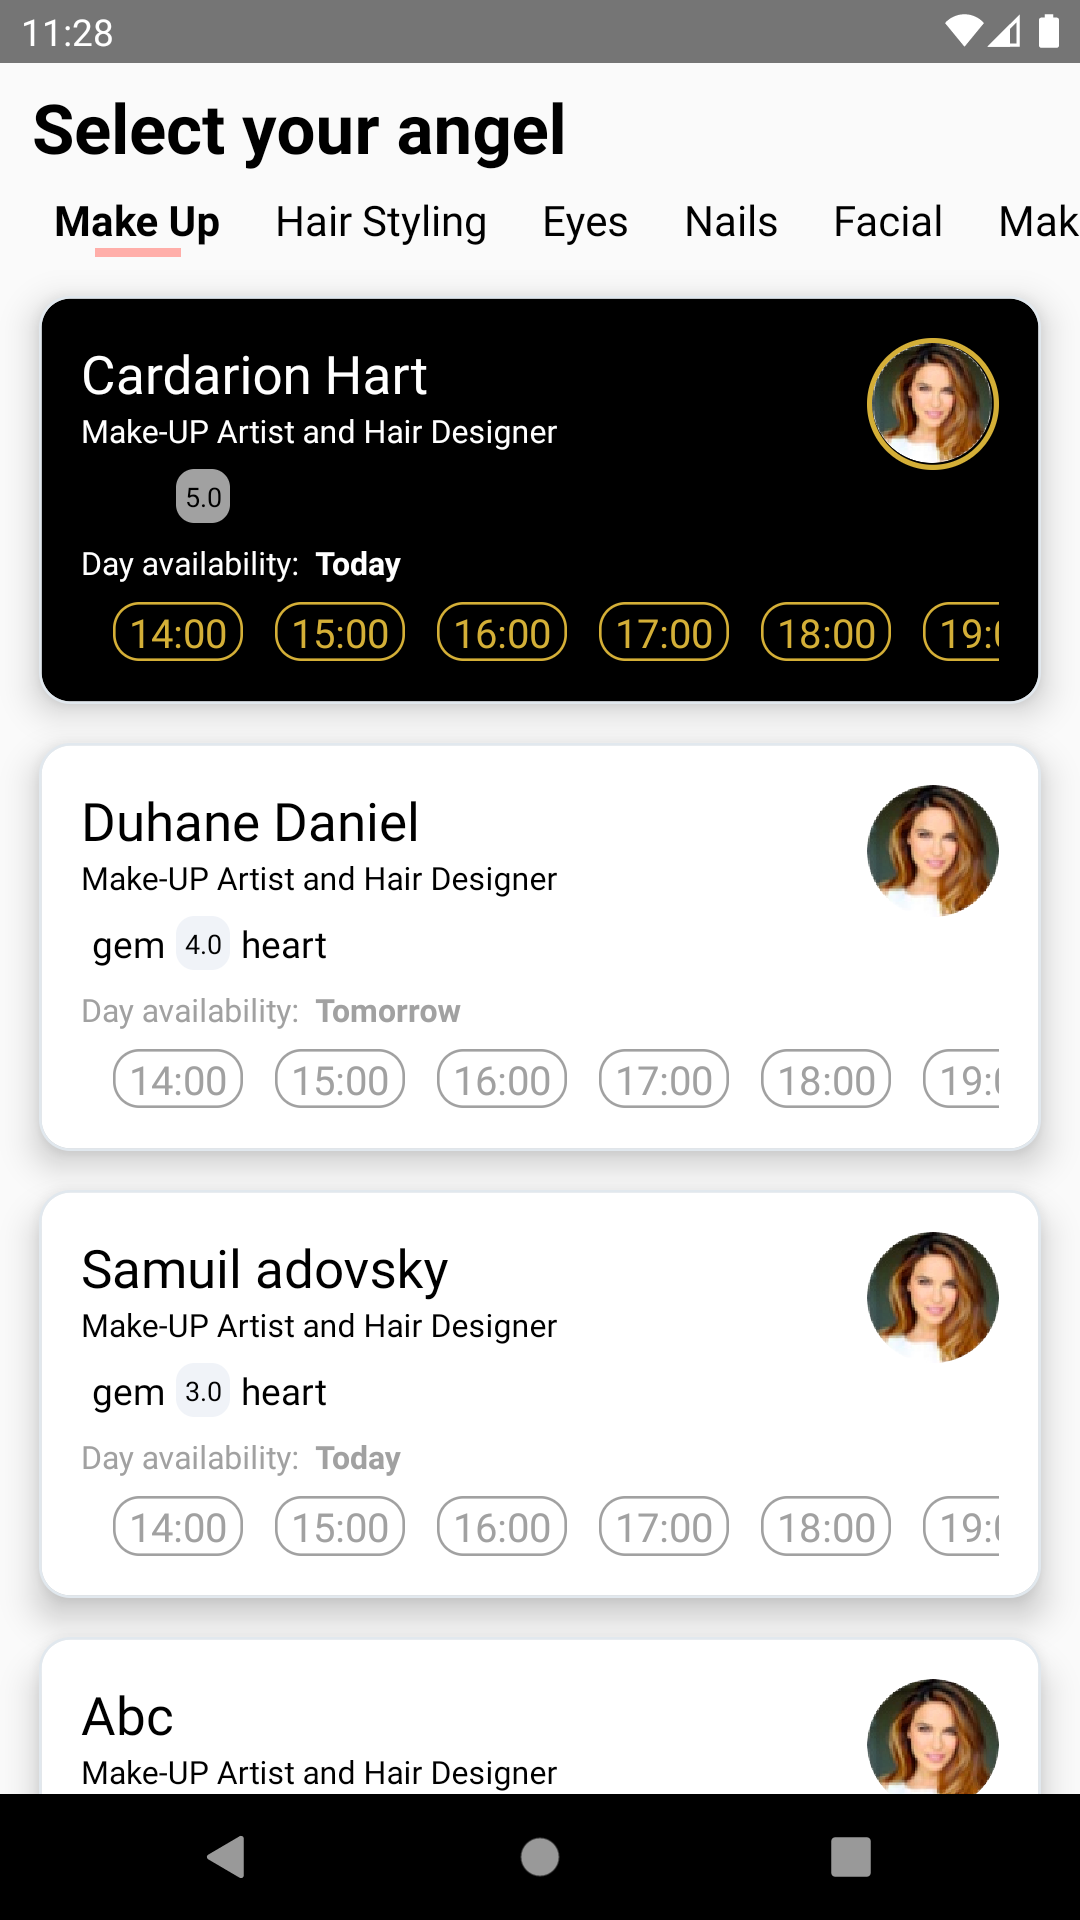 11:28
Select your angel
Make Up Hair Styling Eyes Nails Facial Mak
Cardarion Hart
Make-UP Artist and Hair Designer
5.0
Day availability: Today
14:00 15:00 16:00 17:00 18:00 19:0
Duhane Daniel
Make-UP Artist and Hair Designer
gem 4.0 heart
Day availability: Tomorrow
14:00 15:00 16:00 17:00 18:00 19:0
Samuil adovsky
Make-UP Artist and Hair Designer
gem 3.0 heart
Day availability: Today
14:00 15:00 16:00 17:00 18:00 19:0
Abc
Make-UP Artist and Hair Designer